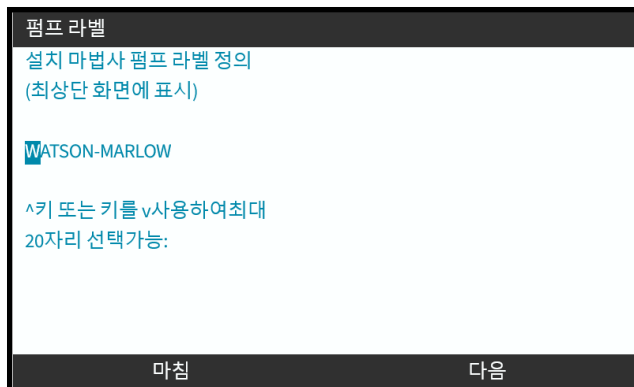 펌프 라벨
설치 마법사 펌프 라벨 정의
(최상단 화면에 표시)
WATSON-MARLOW
^키 또는 키를 v사용하여최대
20자리 선택가능:
마침 다음